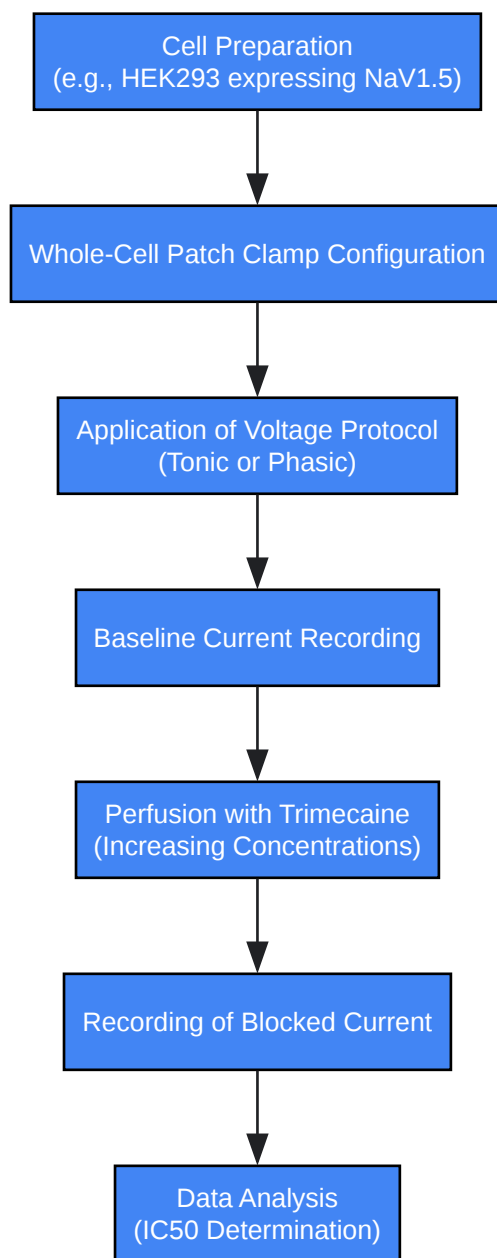 Cell Preparation
(e.g., HEK293 expressing NaV1.5)
Whole-Cell Patch Clamp Configuration
Application of Voltage Protocol
(Tonic or Phasic)
Baseline Current Recording
Perfusion with Trimecaine
(Increasing Concentrations)
Recording of Blocked Current
Data Analysis
(IC50 Determination)